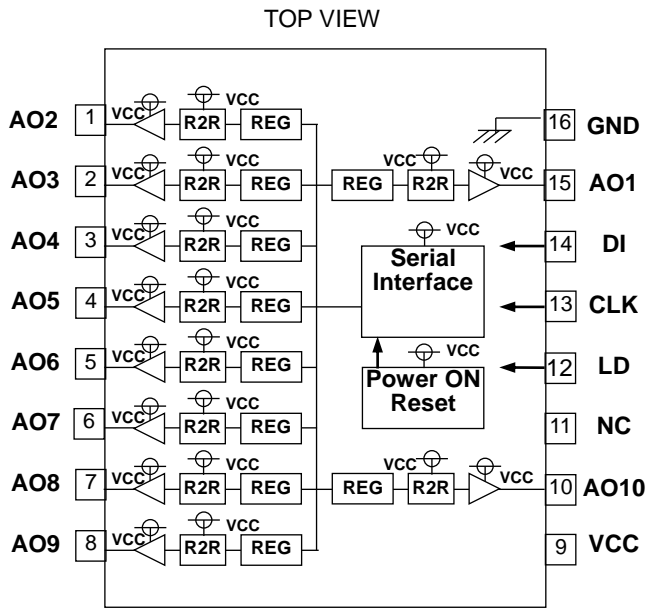 TOP VIEW
AO2 1 VCC R2R VCC REG 16 GND
AO3 2 VCC R2R VCC REG REG VCC R2R VCC 15 AO1
AO4 3 VCC R2R VCC REG VCC 14 DI
Serial
Interface
AO5 4 VCC R2R VCC REG 13 CLK
AO6 5 VCC R2R VCC REG VCC 12 LD
Power ON
Reset
AO7 6 VCC R2R VCC REG 11 NC
AO8 7 VCC R2R VCC REG REG VCC R2R VCC 10 AO10
AO9 8 VCC R2R VCC REG 9 VCC